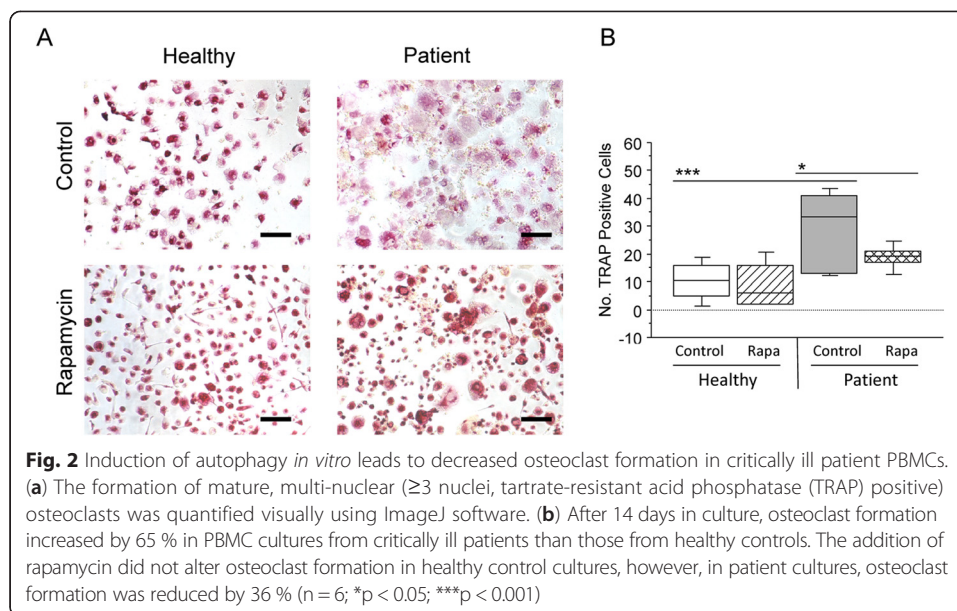 A
Healthy
Patient
Control
Rapamycin
B
No. TRAP Positive Cells
60
50
40
30
20
10
0
-10
***
*
Control Rapa Control Rapa
Healthy Patient
Fig. 2 Induction of autophagy in vitro leads to decreased osteoclast formation in critically ill patient PBMCs.
(a) The formation of mature, multi-nuclear (≥3 nuclei, tartrate-resistant acid phosphatase (TRAP) positive)
osteoclasts was quantified visually using ImageJ software. (b) After 14 days in culture, osteoclast formation
increased by 65 % in PBMC cultures from critically ill patients than those from healthy controls. The addition of
rapamycin did not alter osteoclast formation in healthy control cultures, however, in patient cultures, osteoclast
formation was reduced by 36 % (n = 6; *p < 0.05; ***p < 0.001)